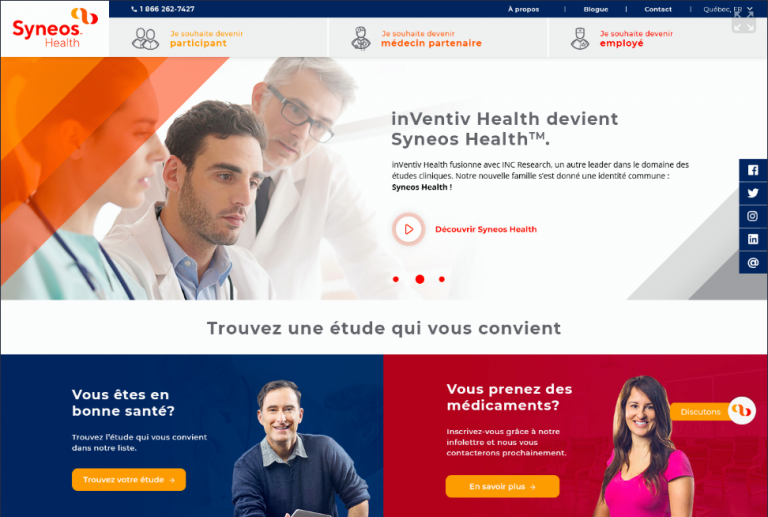 Syneos
Health
1 866 262-7427
À propos
Blogue
Contact
Québec, FR
Je souhaite devenir
participant
Je souhaite devenir
médecin partenaire
Je souhaite devenir
employé
inVentiv Health devient
Syneos Health™.
inVentiv Health fusionne avec INC Research, un autre leader dans le domaine des
études cliniques. Notre nouvelle famille s'est donné une identité commune :
Syneos Health !
Découvrir Syneos Health
Trouvez une étude qui vous convient
Vous êtes en
bonne santé?
Trouvez l'étude qui vous convient
dans notre liste.
Trouvez votre étude →
Vous prenez des
médicaments?
Inscrivez-vous grâce à notre
infolettre et nous vous
contacterons prochainement.
En savoir plus →
Discutons